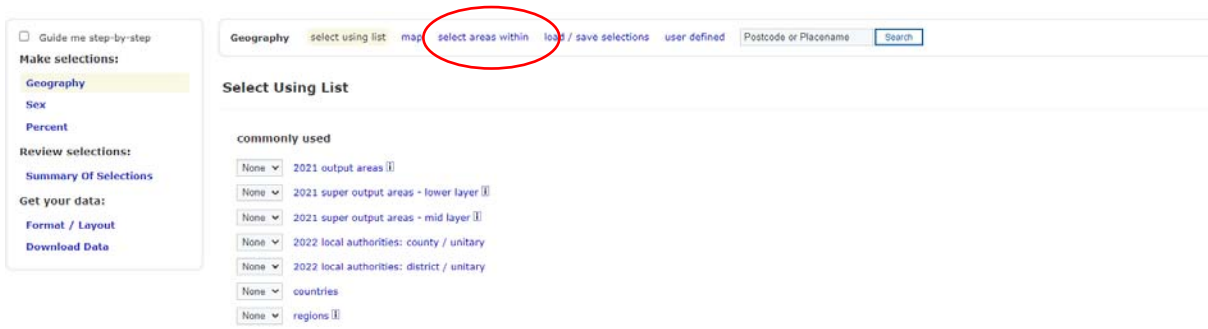 Guide me step-by-step
Make selections:
Geography
Sex
Percent
Review selections:
Summary Of Selections
Get your data:
Format / Layout
Download Data
Geography select using list map select areas within load / save selections user defined Postcode or Placename Search
Select Using List
commonly used
None 2021 output areas i
None 2021 super output areas - lower layer i
None 2021 super output areas - mid layer i
None 2022 local authorities: county / unitary
None 2022 local authorities: district / unitary
None countries
None regions i